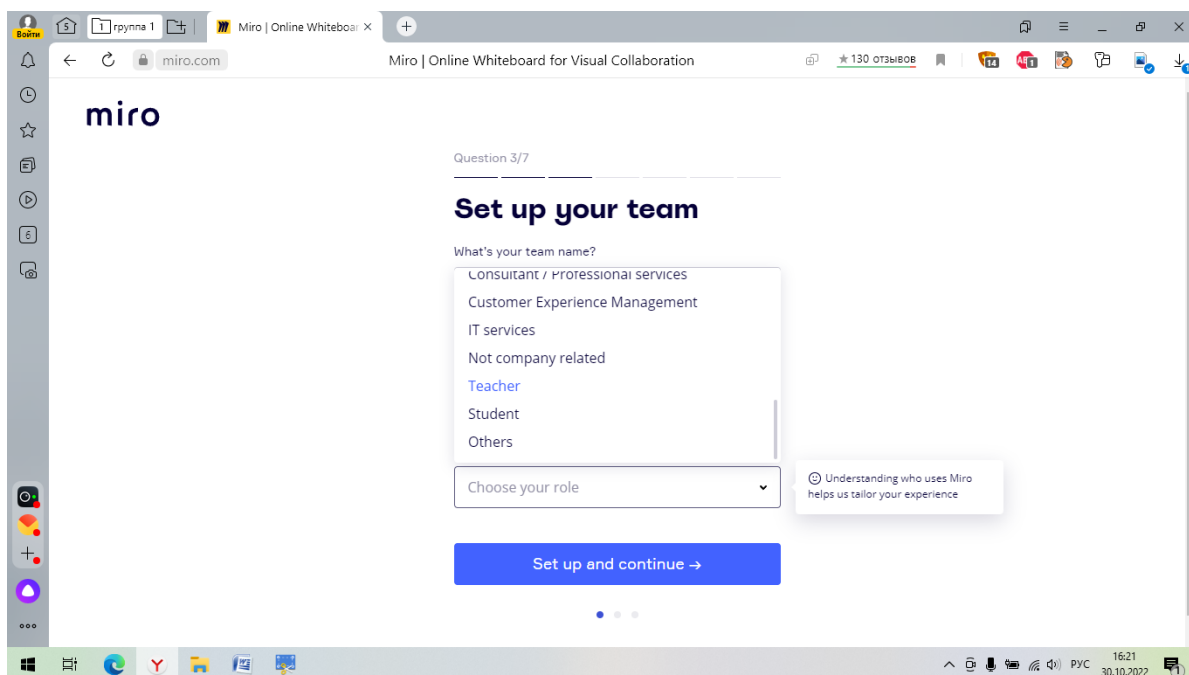 Войти
5
1 группа 1
Miro | Online Whiteboar
miro.com
Miro | Online Whiteboard for Visual Collaboration
★ 130 отзывов
14
1
6
miro
Question 3/7
Set up your team
What's your team name?
Consultant / Professional services
Customer Experience Management
IT services
Not company related
Teacher
Student
Others
Choose your role
Understanding who uses Miro
helps us tailor your experience
Set up and continue →
РУС
16:21
30.10.2022
1